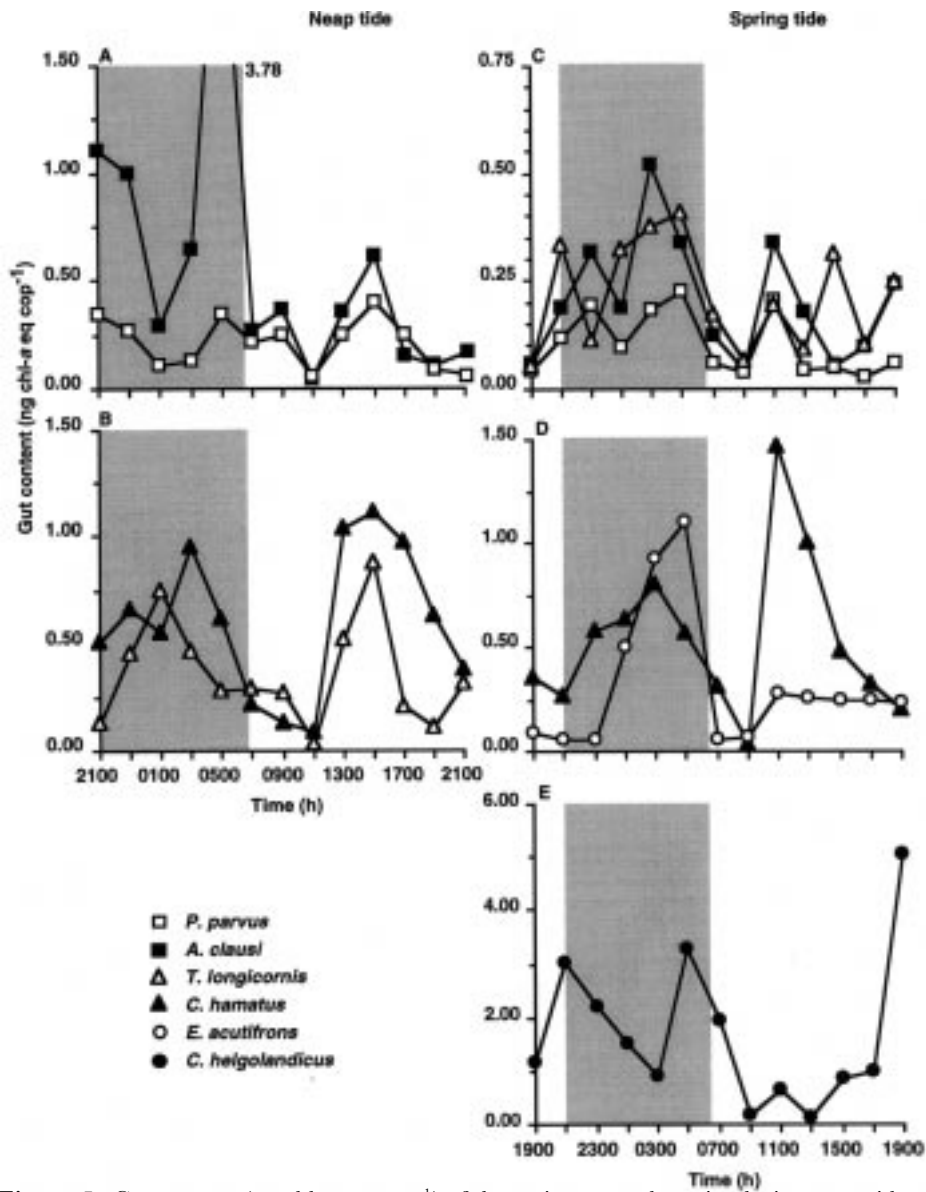 Neap tide
Spring tide
A
1.50
1.00
0.50
0.00
3.78
C
0.75
0.50
0.25
0.00
Gut content (ng chl-a eq cop-1)
B
1.50
1.00
0.50
0.00
2100 0100 0500 0900 1300 1700 2100
Time (h)
D
1.50
1.00
0.50
0.00
E
6.00
4.00
2.00
0.00
1900 2300 0300 0700 1100 1500 1900
Time (h)
P. parvus
A. clausi
T. longicornis
C. hamatus
E. acutifrons
C. helgolandicus